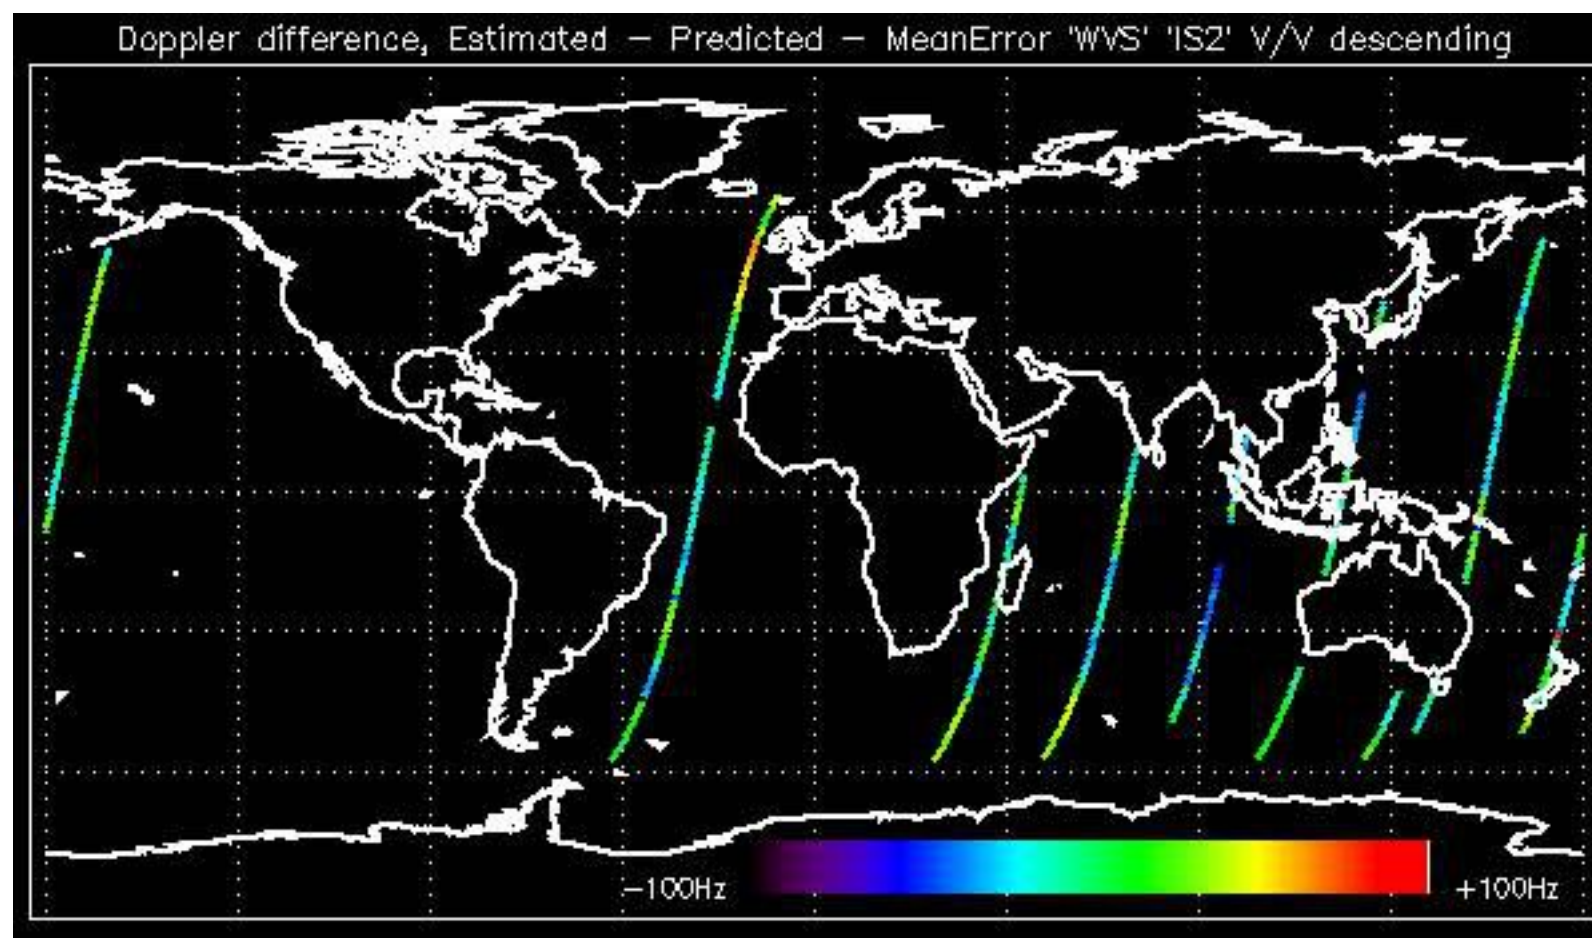 Doppler difference, Estimated - Predicted - MeanError 'WVS' 'IS2' V/V descending
-100Hz +100Hz